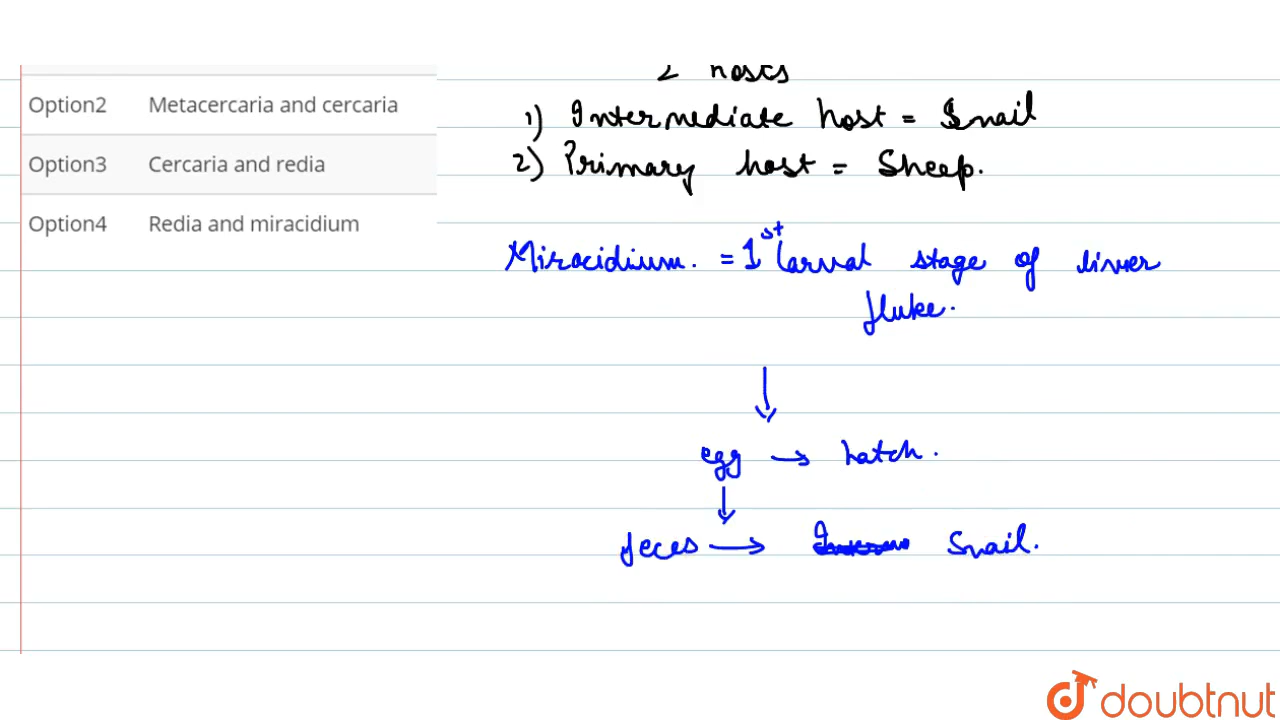 2 hosts
Option2 Metacercaria and cercaria
1) Intermediate host = Snail
Option3 Cercaria and redia
2) Primary host = Sheep.
Option4 Redia and miracidium
Miracidium. = 1st larval stage of liver
fluke.
egg → hatch.
feces → Snail.
doubtnut